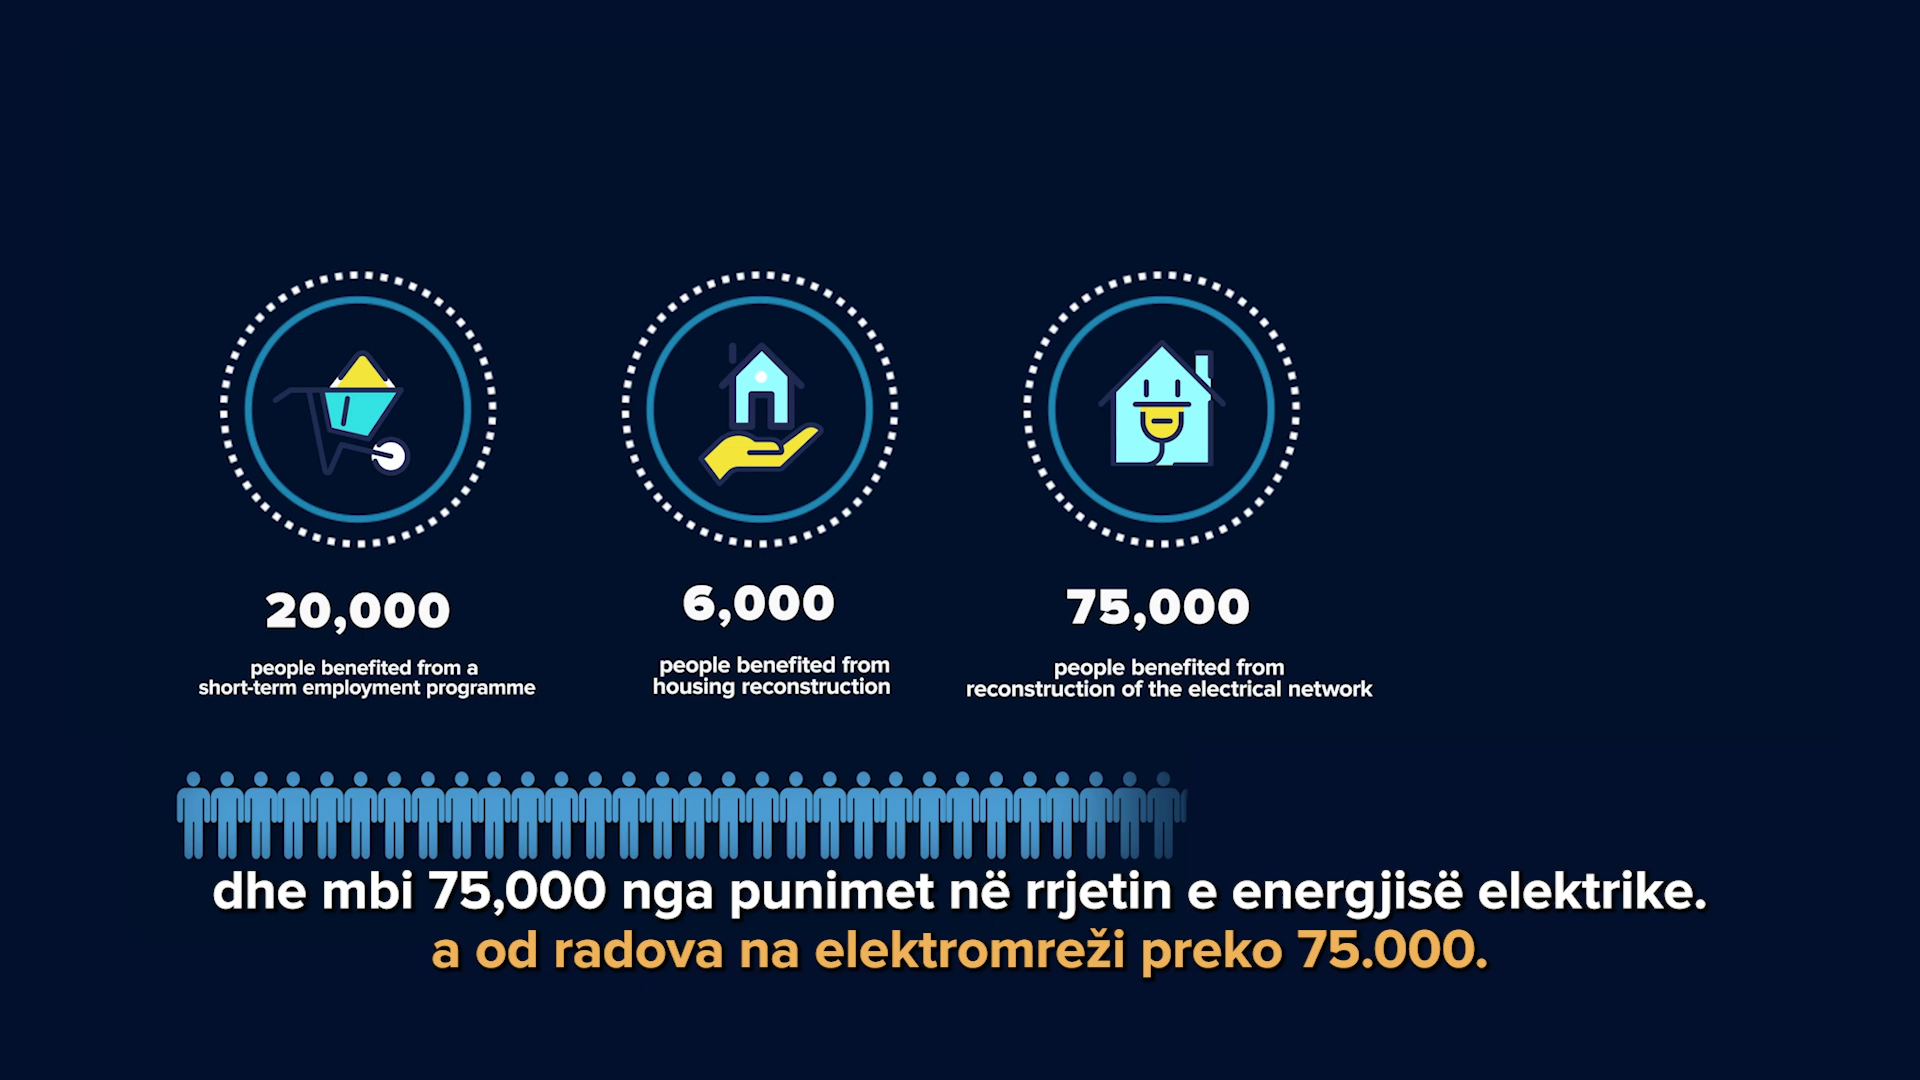 20,000
people benefited from a
short-term employment programme
6,000
people benefited from
housing reconstruction
75,000
people benefited from
reconstruction of the electrical network
dhe mbi 75,000 nga punimet në rrjetin e energjisë elektrike.
a od radova na elektromreži preko 75.000.